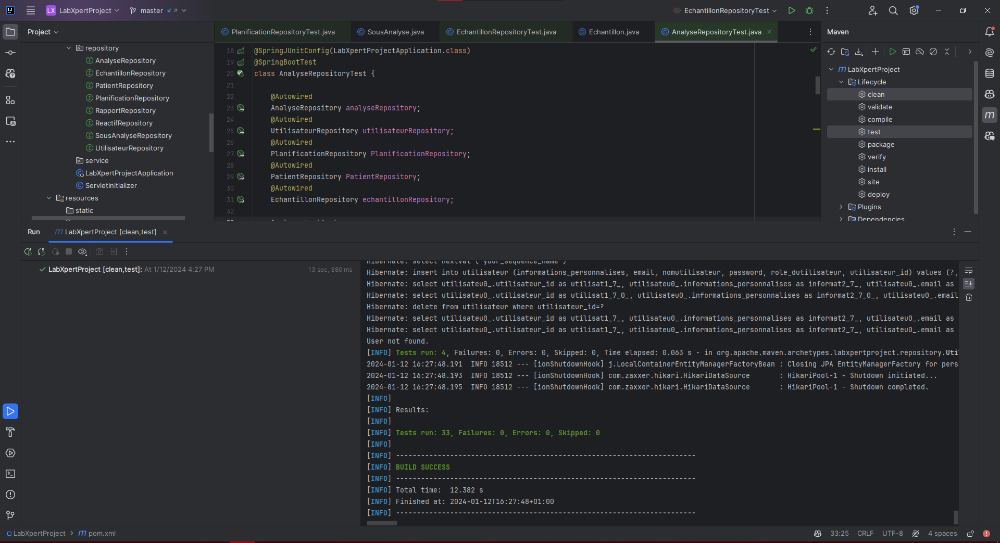 LX LabXpertProject
master
EchantillonRepositoryTest
Project
repository
AnalyseRepository
EchantillonRepository
PatientRepository
PlanificationRepository
RapportRepository
ReactifRepository
SousAnalyseRepository
UtilisateurRepository
service
LabXpertProjectApplication
ServletInitializer
resources
static
PlanificationRepositoryTest.java
SousAnalyse.java
EchantillonRepositoryTest.java
Echantillon.java
AnalyseRepositoryTest.java
18 @SpringJUnitConfig(LabXpertProjectApplication.class)
19 @SpringBootTest
20 class AnalyseRepositoryTest {
21
22 @Autowired
23 AnalyseRepository analyseRepository;
24 @Autowired
25 UtilisateurRepository utilisateurRepository;
26 @Autowired
27 PlanificationRepository PlanificationRepository;
28 @Autowired
29 PatientRepository PatientRepository;
30 @Autowired
31 EchantillonRepository echantillonRepository;
32
Maven
LabXpertProject
Lifecycle
clean
validate
compile
test
package
verify
install
site
deploy
Plugins
Dependencies
Run
LabXpertProject [clean,test]
LabXpertProject [clean,test]: At 1/12/2024 4:27 PM 13 sec, 380 ms
Hibernate: select nextval ('your_sequence_name')
Hibernate: insert into utilisateur (informations_personnalises, email, nomutilisateur, password, role_dutilisateur, utilisateur_id) values (?,
Hibernate: select utilisateu0_.utilisateur_id as utilisat1_7_, utilisateu0_.informations_personnalises as informat2_7_, utilisateu0_.email as
Hibernate: select utilisateu0_.utilisateur_id as utilisat1_7_0_, utilisateu0_.informations_personnalises as informat2_7_0_, utilisateu0_.email
Hibernate: delete from utilisateur where utilisateur_id=?
Hibernate: select utilisateu0_.utilisateur_id as utilisat1_7_, utilisateu0_.informations_personnalises as informat2_7_, utilisateu0_.email as
Hibernate: select utilisateu0_.utilisateur_id as utilisat1_7_, utilisateu0_.informations_personnalises as informat2_7_, utilisateu0_.email as
User not found.
[INFO] Tests run: 4, Failures: 0, Errors: 0, Skipped: 0, Time elapsed: 0.063 s - in org.apache.maven.archetypes.labxpertproject.repository.Uti
2024-01-12 16:27:48.191 INFO 18512 --- [ionShutdownHook] j.LocalContainerEntityManagerFactoryBean : Closing JPA EntityManagerFactory for pers
2024-01-12 16:27:48.193 INFO 18512 --- [ionShutdownHook] com.zaxxer.hikari.HikariDataSource : HikariPool-1 - Shutdown initiated...
2024-01-12 16:27:48.195 INFO 18512 --- [ionShutdownHook] com.zaxxer.hikari.HikariDataSource : HikariPool-1 - Shutdown completed.
[INFO]
[INFO] Results:
[INFO]
[INFO] Tests run: 33, Failures: 0, Errors: 0, Skipped: 0
[INFO]
[INFO] ------------------------------------------------------------------------
[INFO] BUILD SUCCESS
[INFO] ------------------------------------------------------------------------
[INFO] Total time: 12.382 s
[INFO] Finished at: 2024-01-12T16:27:48+01:00
[INFO] ------------------------------------------------------------------------
LabXpertProject > pom.xml
33:25 CRLF UTF-8 4 spaces